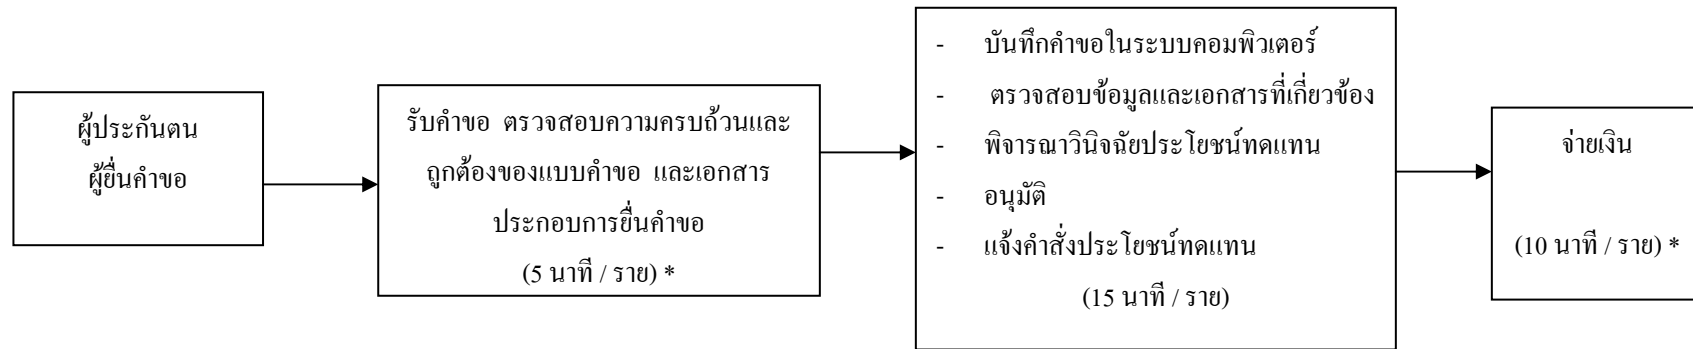 ผู้ประกันตน
ผู้ยื่นคำขอ
รับคำขอ ตรวจสอบความครบถ้วนและ
ถูกต้องของแบบคำขอ และเอกสาร
ประกอบการยื่นคำขอ
(5 นาที / ราย) *
- บันทึกคำขอในระบบคอมพิวเตอร์
- ตรวจสอบข้อมูลและเอกสารที่เกี่ยวข้อง
- พิจารณาวินิจฉัยประโยชน์ทดแทน
- อนุมัติ
- แจ้งคำสั่งประโยชน์ทดแทน
(15 นาที / ราย)
จ่ายเงิน
(10 นาที / ราย) *